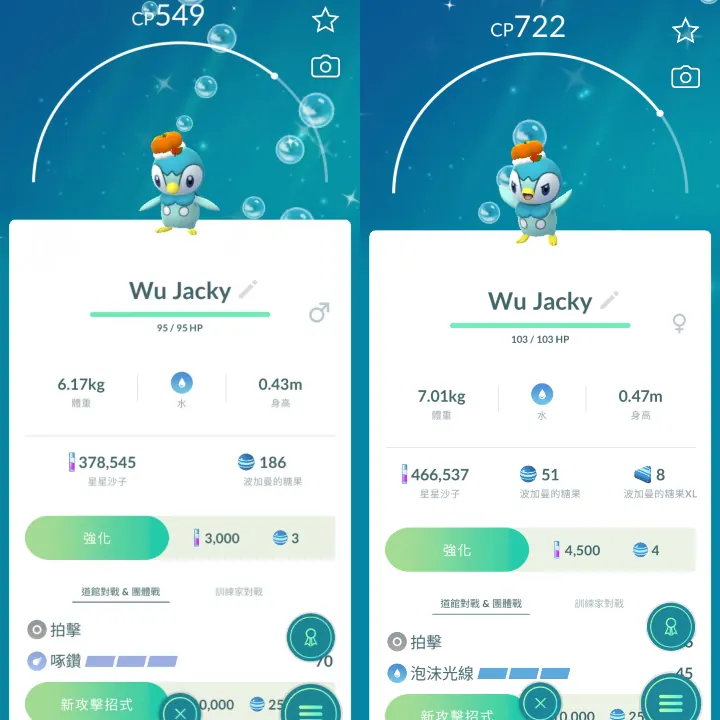 CP549
Wu Jacky
95 / 95 HP
6.17kg
0.43m
體重
水
身高
378,545
186
星星沙子
波加曼的糖果
強化
3,000
3
道館對戰 & 團體戰
訓練家對戰
拍擊
啄鑽
70
新攻擊招式
0,000
25
CP722
Wu Jacky
103 / 103 HP
7.01kg
0.47m
體重
水
身高
466,537
51
8
星星沙子
波加曼的糖果
波加曼的糖果XL
強化
4,500
4
道館對戰 & 團體戰
訓練家對戰
拍擊
泡沫光線
45
新攻擊招式
0,000
25